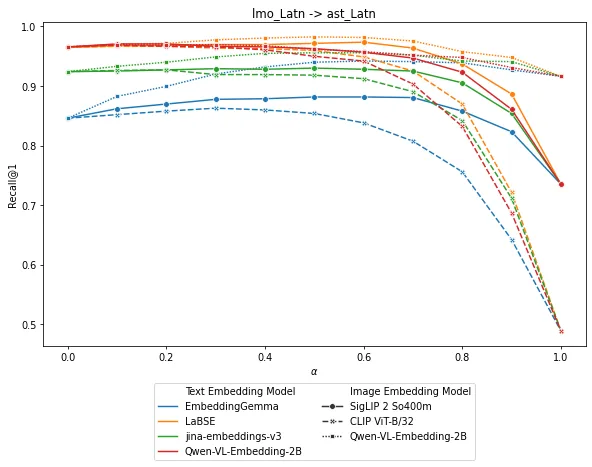 lmo_Latn -> ast_Latn
Recall@1
1.0
0.9
0.8
0.7
0.6
0.5
0.0 0.2 0.4 0.6 0.8 1.0
α
Text Embedding Model
EmbeddingGemma
LaBSE
jina-embeddings-v3
Qwen-VL-Embedding-2B
Image Embedding Model
SigLIP 2 So400m
CLIP ViT-B/32
Qwen-VL-Embedding-2B